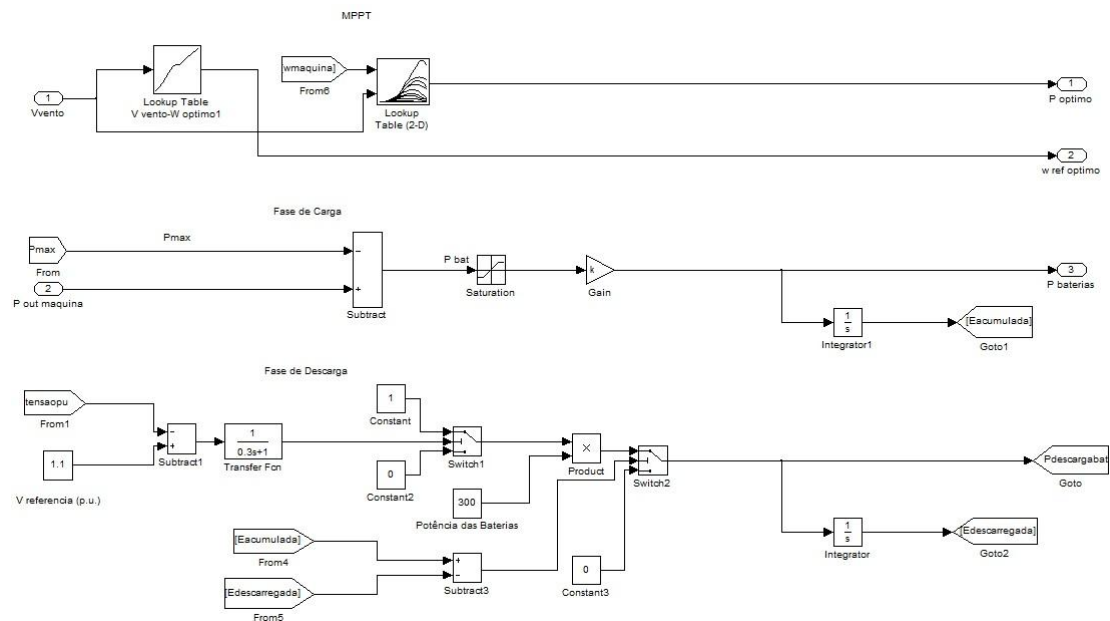 MPPT
[wmaquina]
From6
1
Vvento
Lookup Table
V vento-W optimo1
Lookup
Table (2-D)
1
P optimo
2
w ref optimo
Fase de Carga
Pmax
From
Pmax
2
P out maquina
Subtract
P bat
Saturation
k
Gain
3
P baterias
1
s
Integrator1
[Eacumulada]
Goto1
Fase de Descarga
tensaopu
From1
1.1
V referencia (p.u.)
Subtract1
1
0.3s+1
Transfer Fcn
1
Constant
0
Constant2
Switch1
300
Potência das Baterias
Product
Switch2
Pdescargabat
Goto
[Eacumulada]
From4
[Edescarregada]
From5
Subtract3
0
Constant3
1
s
Integrator
[Edescarregada]
Goto2